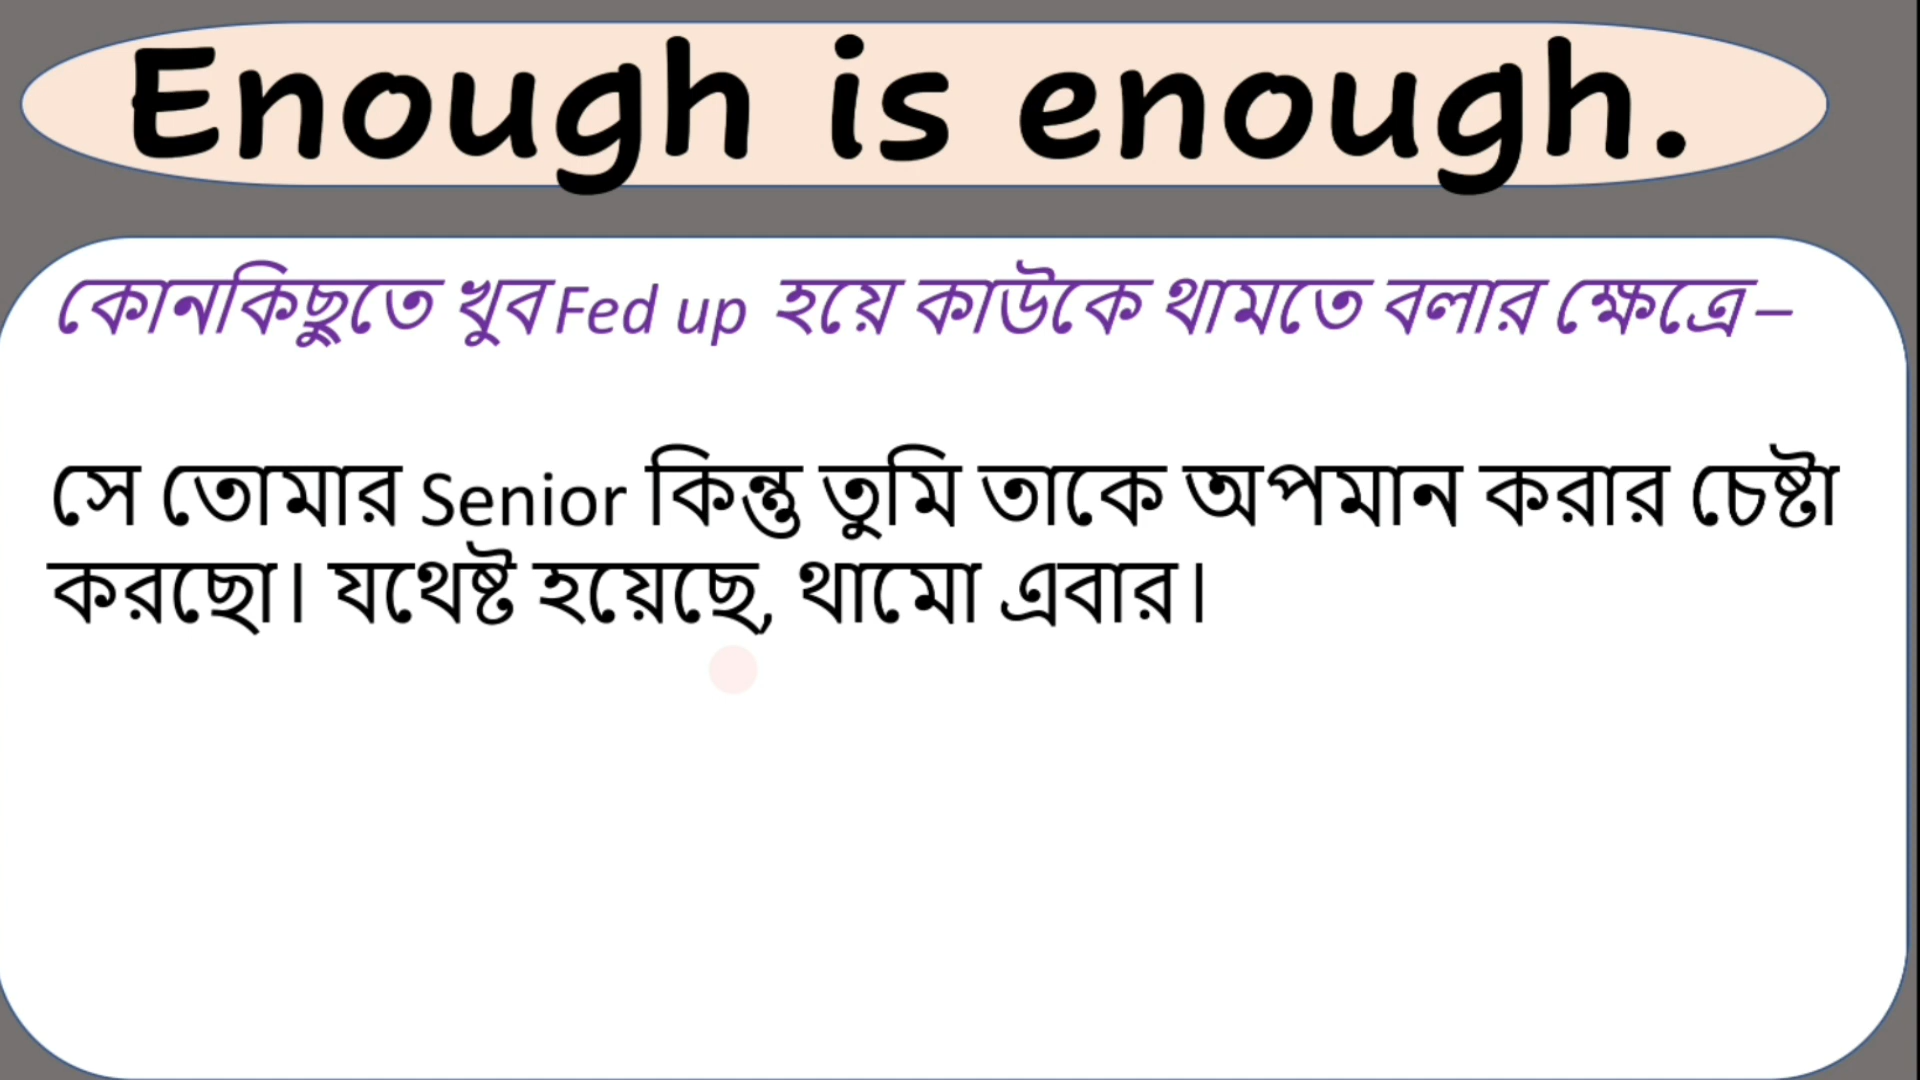 Enough is enough.
কোনকিছুতে খুব Fed up হয়ে কাউকে থামতে বলার ক্ষেত্রে–
সে তোমার Senior কিন্তু তুমি তাকে অপমান করার চেষ্টা
করছো। যথেষ্ট হয়েছে, থামো এবার।